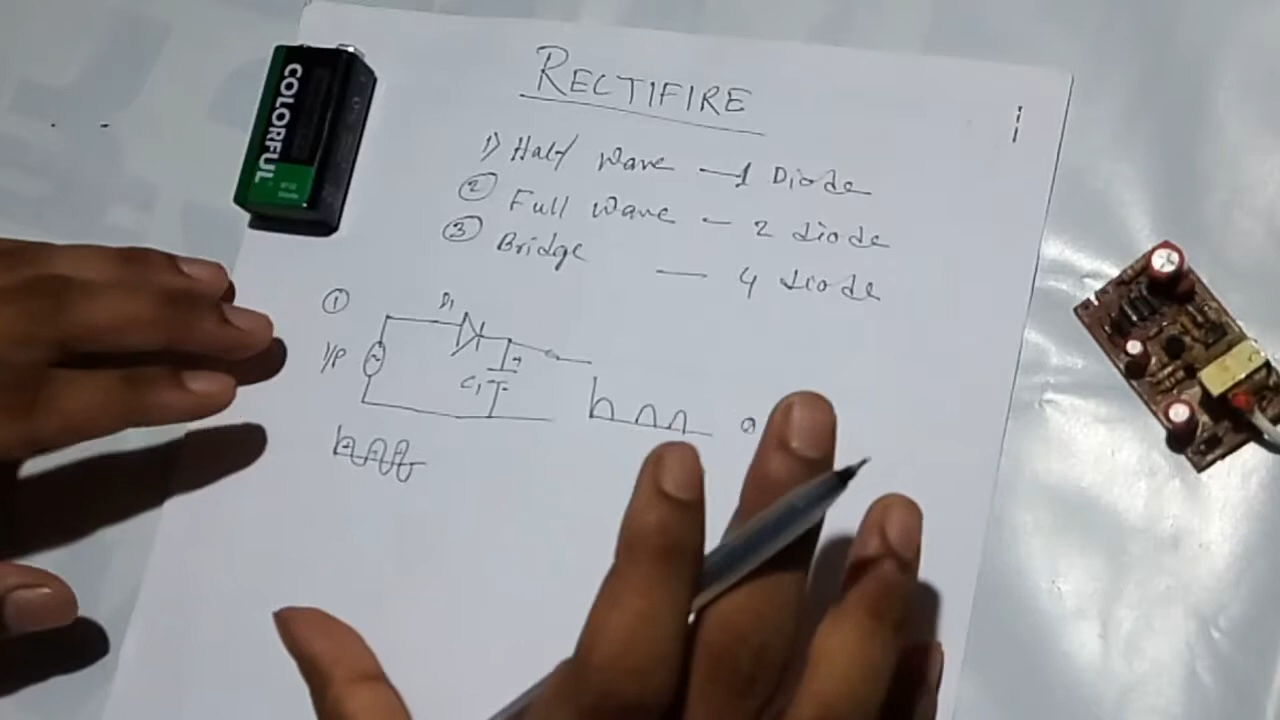 COLORFUL
RECTIFIRE
1) Half wave — 1 Diode
② Full wave — 2 diode
③ Bridge — 4 diode
①
D1
I/P
~
+
C1